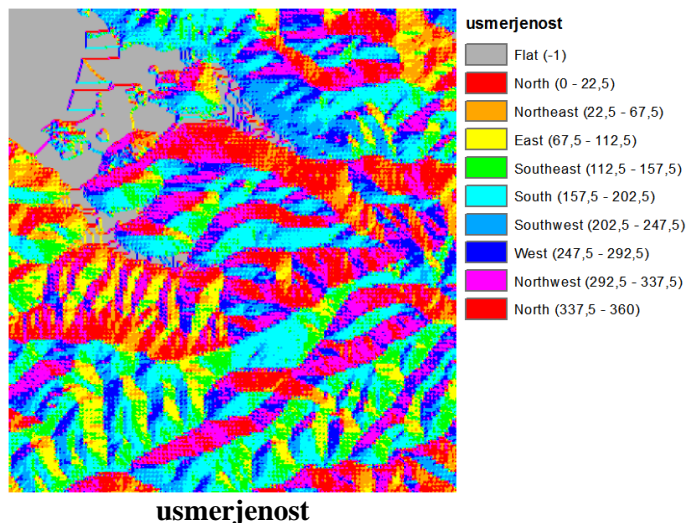 usmerjenost
Flat (-1)
North (0 - 22,5)
Northeast (22,5 - 67,5)
East (67,5 - 112,5)
Southeast (112,5 - 157,5)
South (157,5 - 202,5)
Southwest (202,5 - 247,5)
West (247,5 - 292,5)
Northwest (292,5 - 337,5)
North (337,5 - 360)
usmerjenost